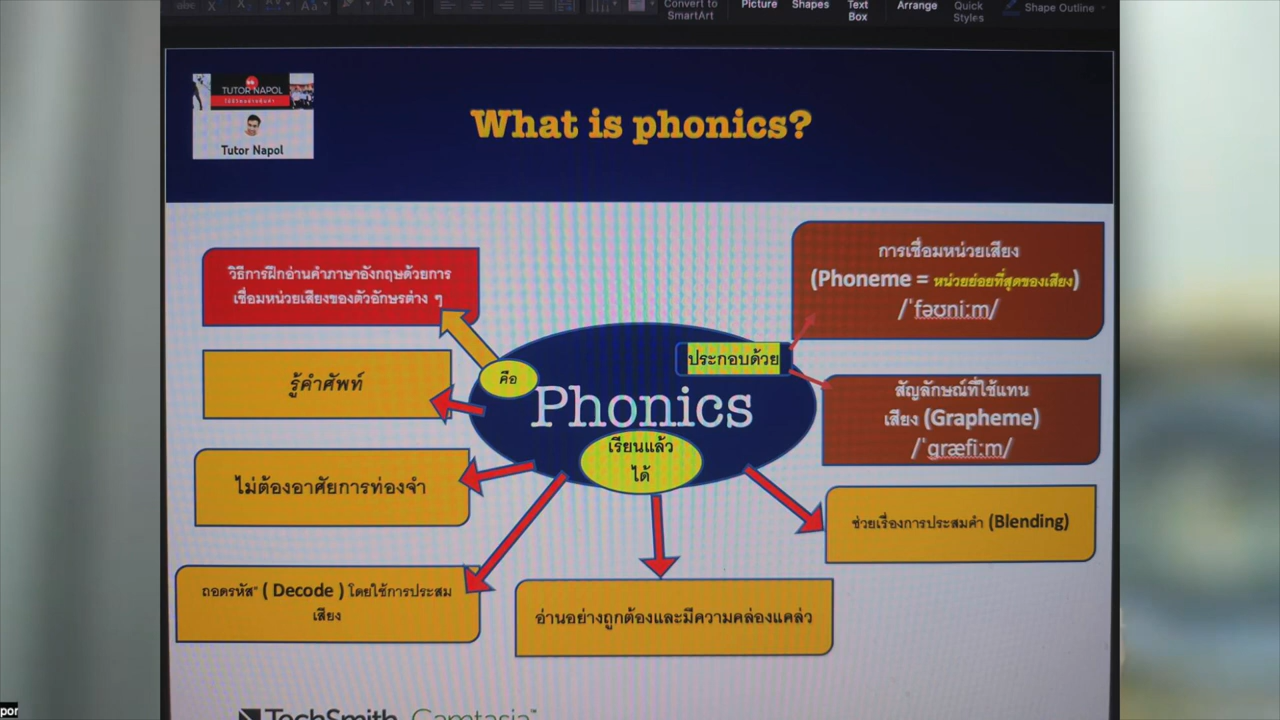 abc
Convert to
SmartArt
Picture
Shapes
Text
Box
Arrange
Quick
Styles
Shape Outline
TUTOR NAPOL
Tutor Napol
What is phonics?
วิธีการฝึกอ่านคำภาษาอังกฤษด้วยการ
เชื่อมหน่วยเสียงของตัวอักษรต่าง ๆ
การเชื่อมหน่วยเสียง
(Phoneme = หน่วยย่อยที่สุดของเสียง)
/ˈfəʊniːm/
ประกอบด้วย
คือ
รู้คำศัพท์
Phonics
สัญลักษณ์ที่ใช้แทน
เสียง (Grapheme)
/ˈɡræfiːm/
เรียนแล้ว
ได้
ไม่ต้องอาศัยการท่องจำ
ช่วยเรื่องการประสมคำ (Blending)
ถอดรหัส" ( Decode ) โดยใช้การประสม
เสียง
อ่านอย่างถูกต้องและมีความคล่องแคล่ว
TechSmith Camtasia™
por